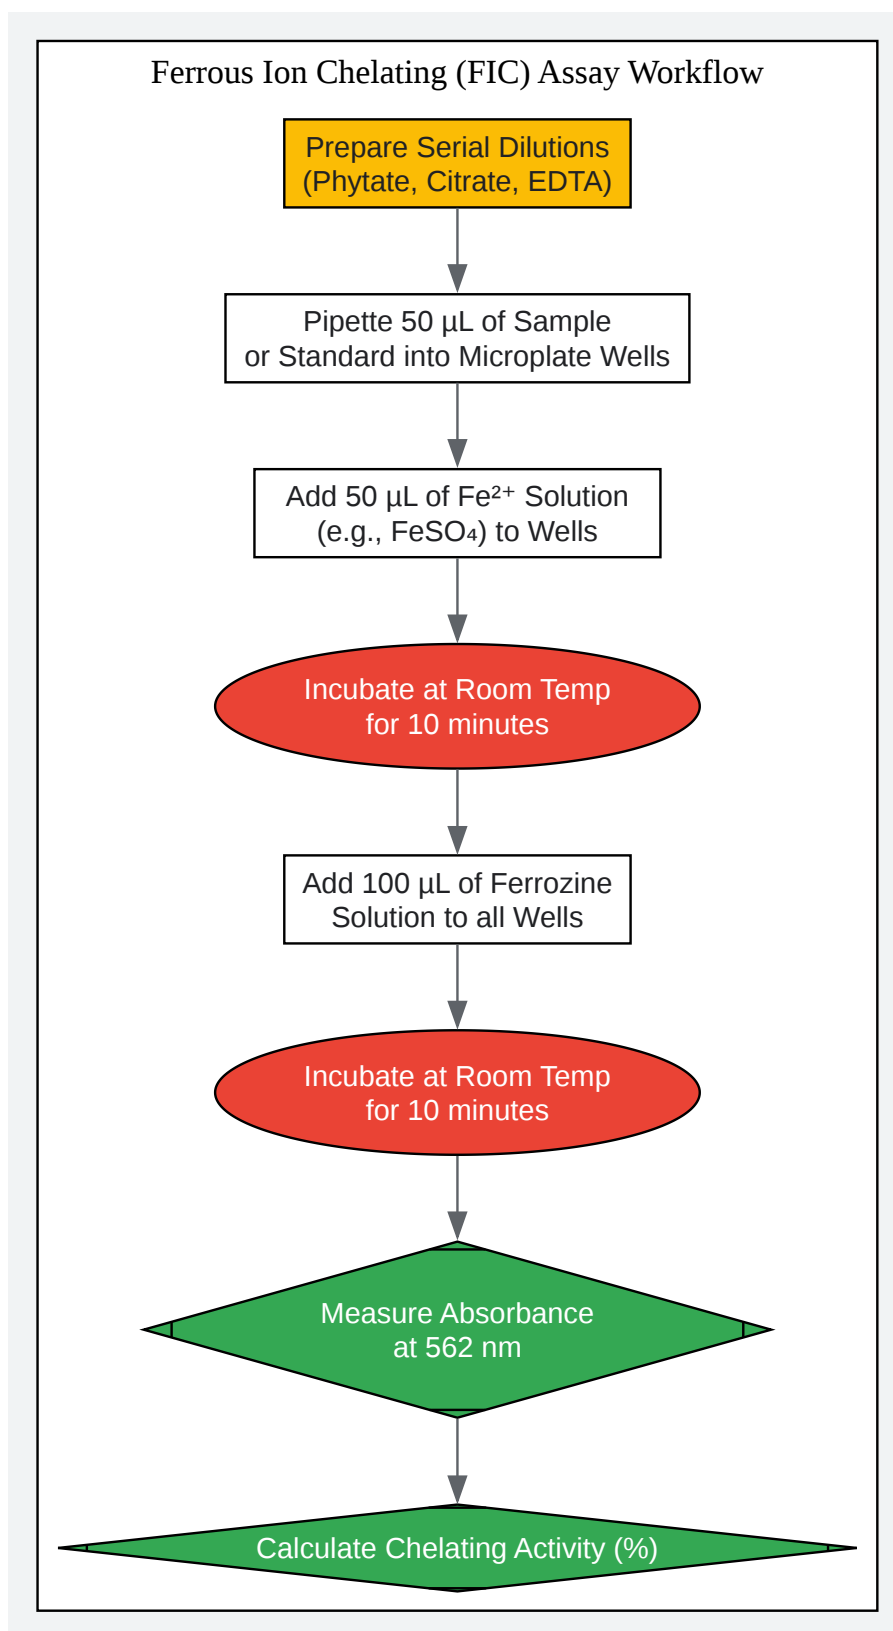 Ferrous Ion Chelating (FIC) Assay Workflow
Prepare Serial Dilutions
(Phytate, Citrate, EDTA)
Pipette 50 µL of Sample
or Standard into Microplate Wells
Add 50 µL of Fe²⁺ Solution
(e.g., FeSO₄) to Wells
Incubate at Room Temp
for 10 minutes
Add 100 µL of Ferrozine
Solution to all Wells
Incubate at Room Temp
for 10 minutes
Measure Absorbance
at 562 nm
Calculate Chelating Activity (%)